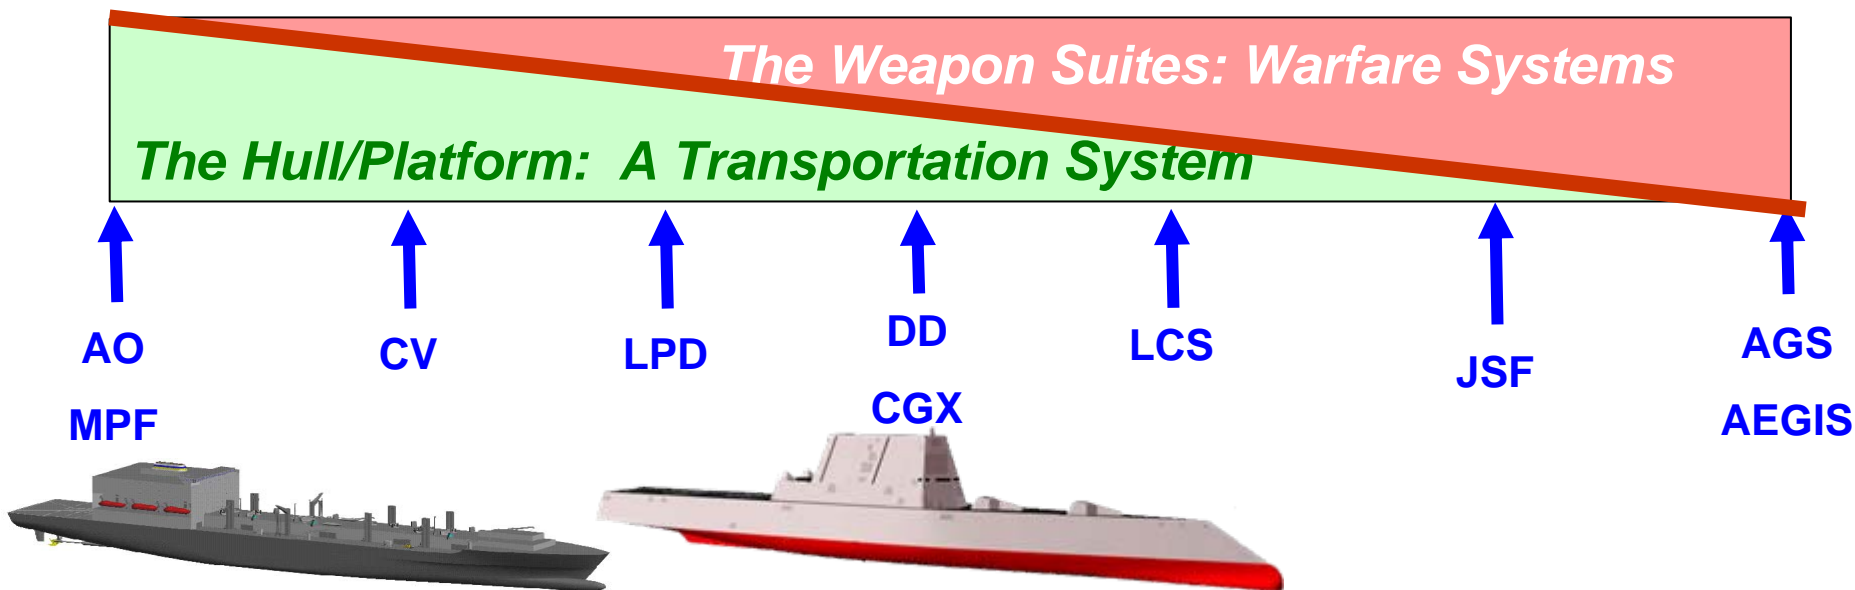 The Weapon Suites: Warfare Systems
The Hull/Platform: A Transportation System
AO
MPF
CV
LPD
DD
CGX
LCS
JSF
AGS
AEGIS